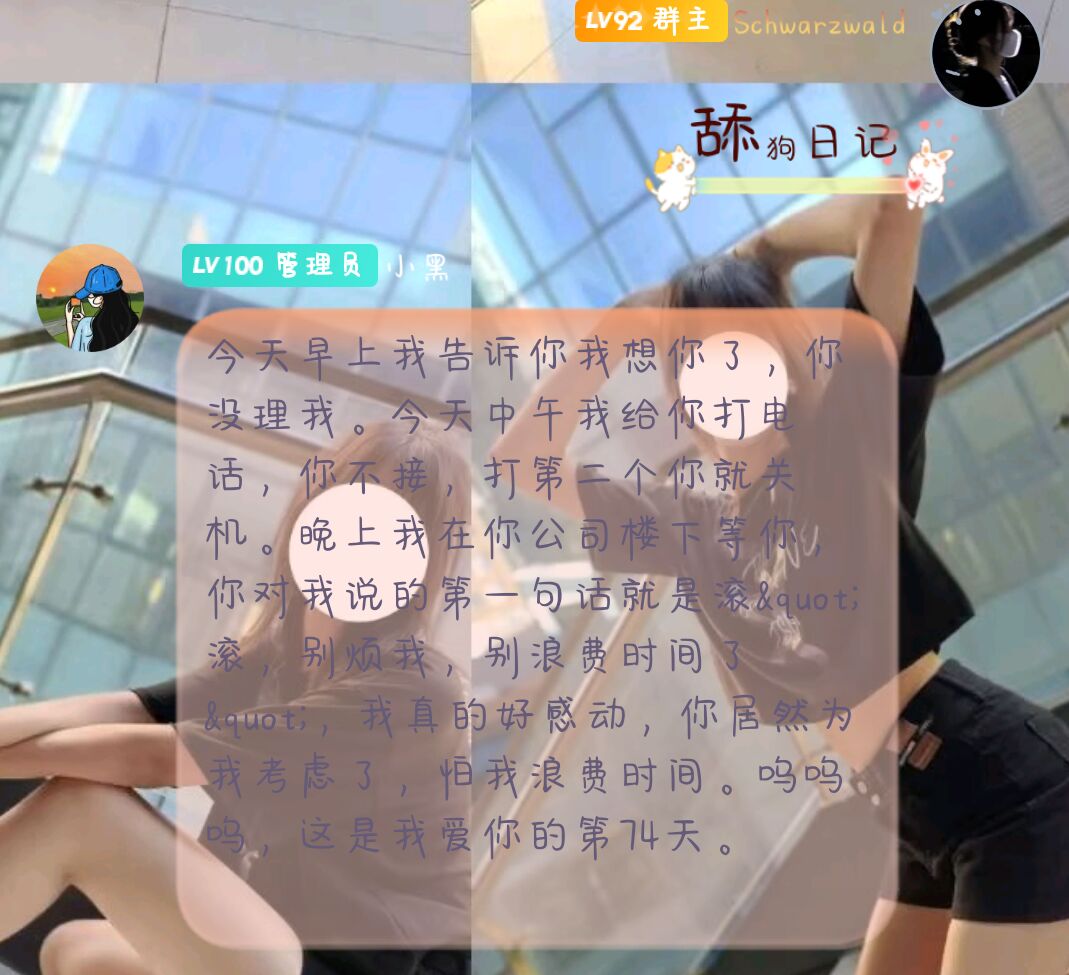 LV92 群主 Schwarzwald
舔狗日记
LV100 管理员 小黑
今天早上我告诉你我想你了，你
没理我。今天中午我给你打电
话，你不接，打第二个你就关
机。晚上我在你公司楼下等你，
你对我说的第一句话就是滚&quot;
滚，别烦我，别浪费时间了
&quot;，我真的好感动，你居然为
我考虑了，怕我浪费时间。呜呜
呜，这是我爱你的第74天。